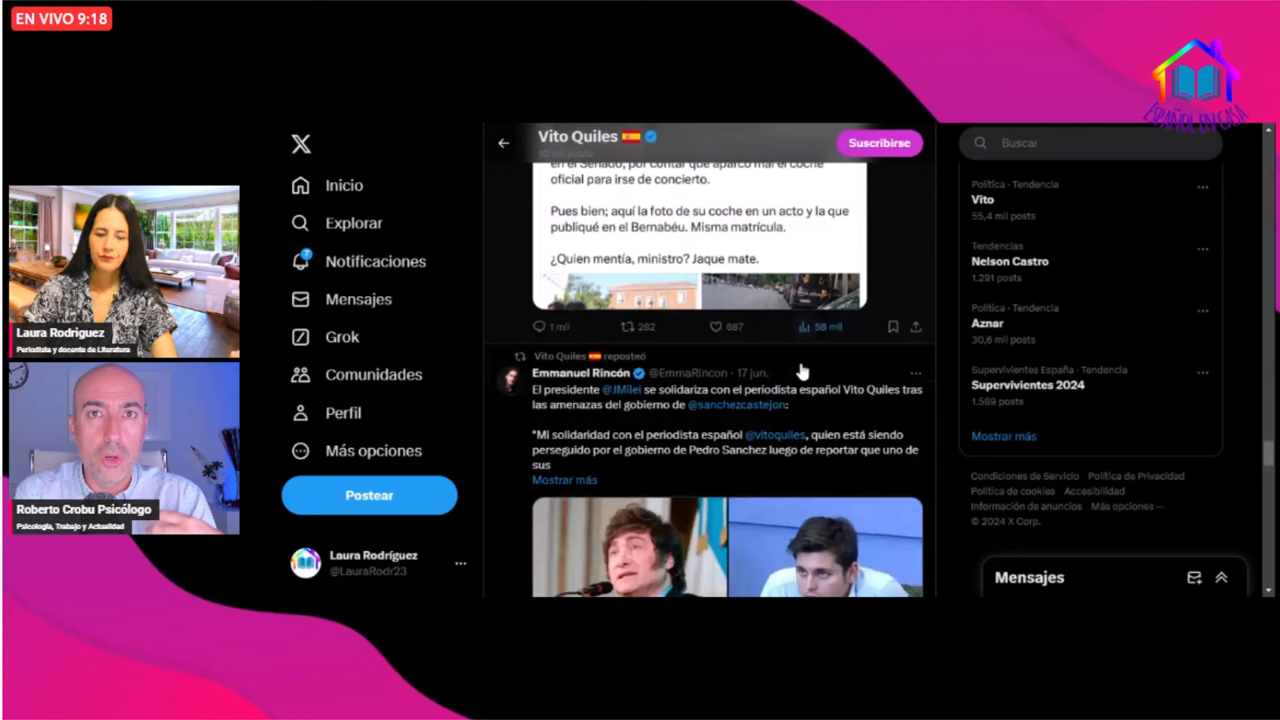 EN VIVO 9:18
ESPAÑOL EN CASA
Laura Rodriguez
Periodista y docente de Literatura
Roberto Crobu Psicólogo
Psicología, Trabajo y Actualidad
Inicio
Explorar
7
Notificaciones
Mensajes
Grok
Comunidades
Perfil
Más opciones
Postear
Laura Rodríguez
@LauraRodr23
Vito Quiles
Suscribirse
en el Senado, por contar que aparcó mal el coche
oficial para irse de concierto.
Pues bien; aquí la foto de su coche en un acto y la que
publiqué en el Bernabéu. Misma matrícula.
¿Quien mentía, ministro? Jaque mate.
1 mil
282
687
58 mil
Vito Quiles reposteó
Emmanuel Rincón @EmmaRincon · 17 jun.
El presidente @JMilei se solidariza con el periodista español Vito Quiles tras
las amenazas del gobierno de @sanchezcastejon:
"Mi solidaridad con el periodista español @vitoquiles, quien está siendo
perseguido por el gobierno de Pedro Sanchez luego de reportar que uno de
sus
Mostrar más
Buscar
Política · Tendencia
Vito
55,4 mil posts
Tendencias
Nelson Castro
1.291 posts
Política · Tendencia
Aznar
30,6 mil posts
Supervivientes España · Tendencia
Supervivientes 2024
1.589 posts
Mostrar más
Condiciones de Servicio Política de Privacidad
Política de cookies Accesibilidad
Información de anuncios Más opciones ···
© 2024 X Corp.
Mensajes